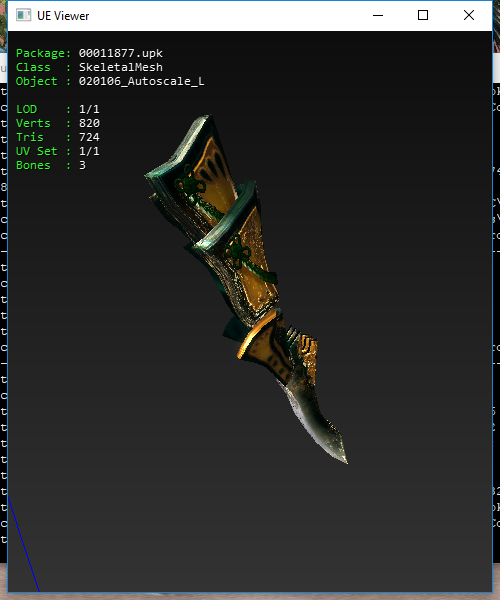 UE Viewer
Package: 00011877.upk
Class : SkeletalMesh
Object : 020106_Autoscale_L
LOD : 1/1
Verts : 820
Tris : 724
UV Set : 1/1
Bones : 3